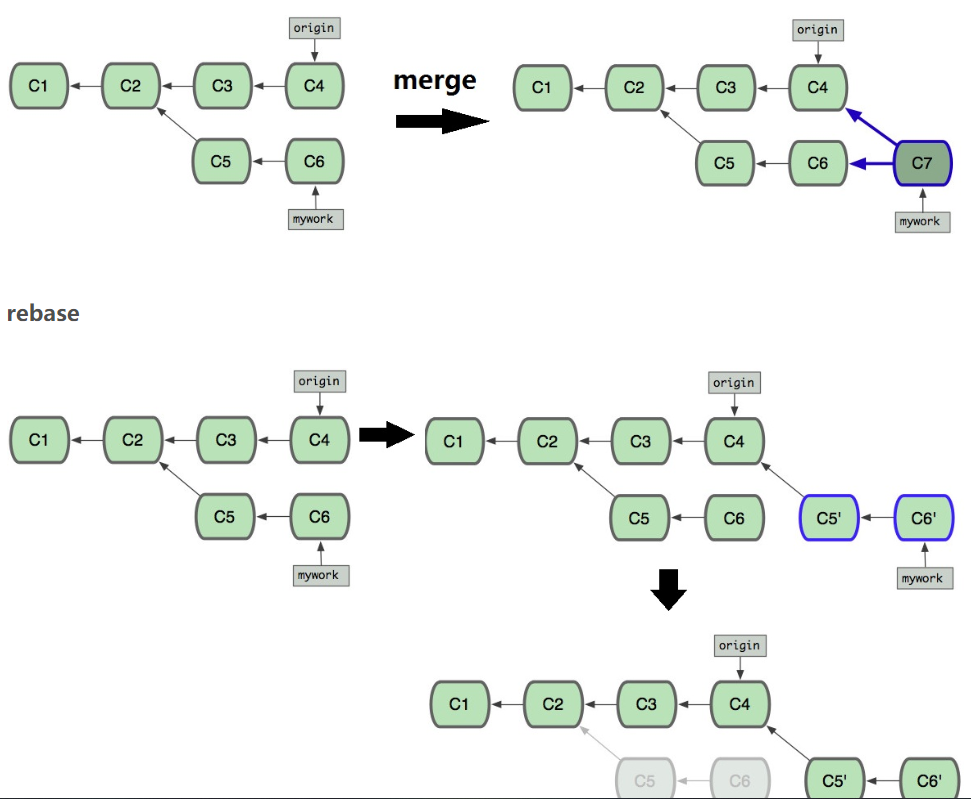 origin
origin
C1 C2 C3 C4
merge
C1 C2 C3 C4
C5 C6
C5 C6 C7
mywork
mywork
rebase
origin
origin
C1 C2 C3 C4
C1 C2 C3 C4
C5 C6
C5 C6 C5' C6'
mywork
mywork
origin
C1 C2 C3 C4
C5 C6 C5' C6'